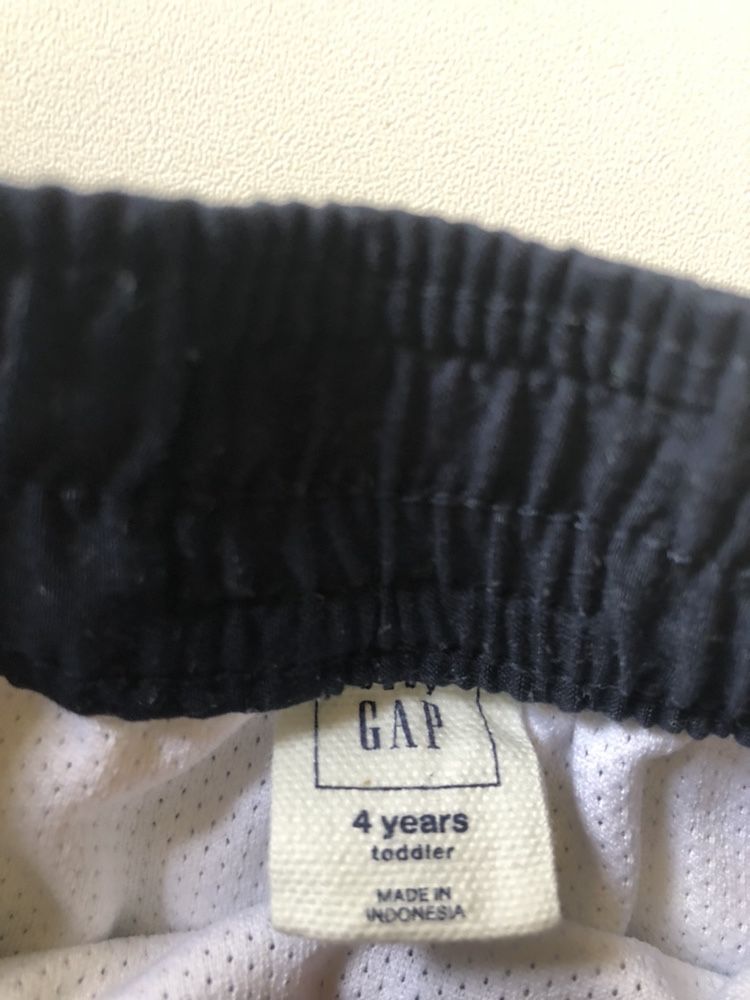 GAP
4 years
toddler
MADE IN
INDONESIA